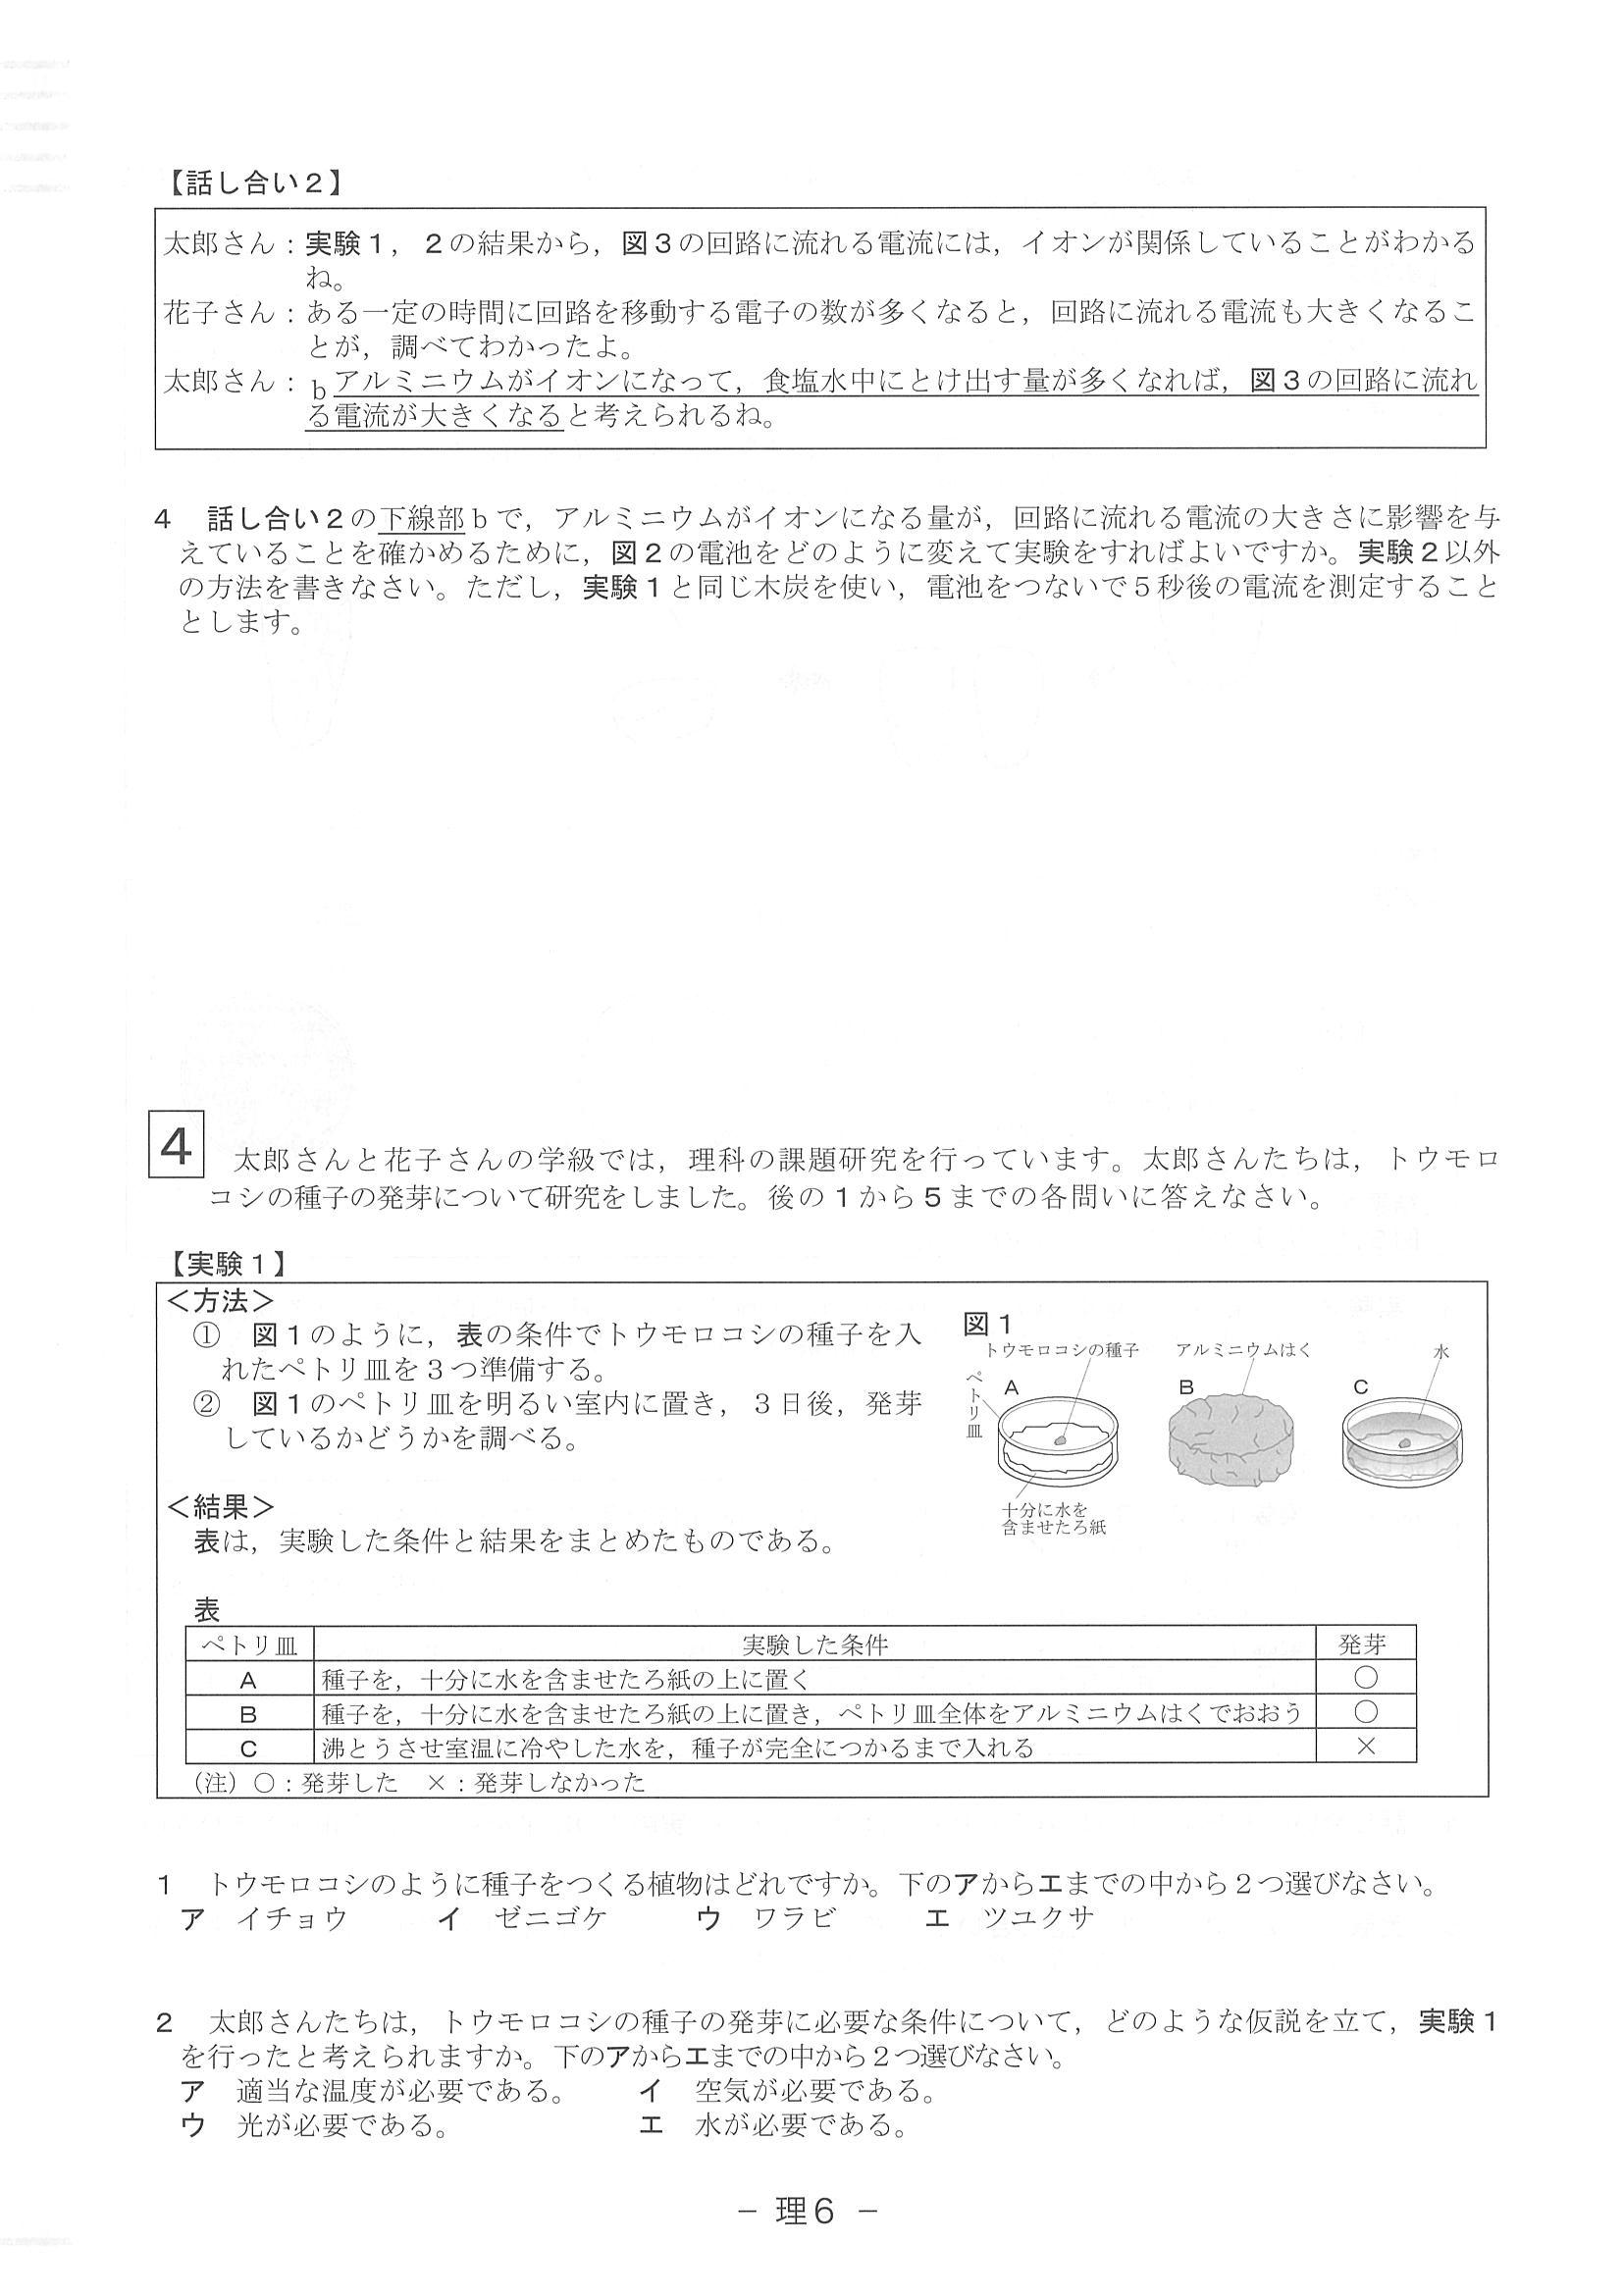 【話し合い2】
太郎さん：実験1，2の結果から，図3の回路に流れる電流には，イオンが関係していることがわかる
ね。
花子さん：ある一定の時間に回路を移動する電子の数が多くなると，回路に流れる電流も大きくなるこ
とが，調べてわかったよ。
太郎さん：bアルミニウムがイオンになって，食塩水中にとけ出す量が多くなれば，図3の回路に流れ
る電流が大きくなると考えられるね。
4　話し合い2の下線部bで，アルミニウムがイオンになる量が，回路に流れる電流の大きさに影響を与
えていることを確かめるために，図2の電池をどのように変えて実験をすればよいですか。実験2以外
の方法を書きなさい。ただし，実験1と同じ木炭を使い，電池をつないで5秒後の電流を測定すること
とします。
4　太郎さんと花子さんの学級では，理科の課題研究を行っています。太郎さんたちは，トウモロ
コシの種子の発芽について研究をしました。後の1から5までの各問いに答えなさい。
【実験1】
＜方法＞
①　図1のように，表の条件でトウモロコシの種子を入
れたペトリ皿を3つ準備する。
②　図1のペトリ皿を明るい室内に置き，3日後，発芽
しているかどうかを調べる。
図1
トウモロコシの種子　アルミニウムはく　水
ペトリ皿
A　B　C
十分に水を
含ませたろ紙
＜結果＞
表は，実験した条件と結果をまとめたものである。
表
ペトリ皿　実験した条件　発芽
A　種子を，十分に水を含ませたろ紙の上に置く　○
B　種子を，十分に水を含ませたろ紙の上に置き，ペトリ皿全体をアルミニウムはくでおおう　○
C　沸とうさせ室温に冷やした水を，種子が完全につかるまで入れる　×
（注）○：発芽した　×：発芽しなかった
1　トウモロコシのように種子をつくる植物はどれですか。下のアからエまでの中から2つ選びなさい。
ア　イチョウ　イ　ゼニゴケ　ウ　ワラビ　エ　ツユクサ
2　太郎さんたちは，トウモロコシの種子の発芽に必要な条件について，どのような仮説を立て，実験1
を行ったと考えられますか。下のアからエまでの中から2つ選びなさい。
ア　適当な温度が必要である。　イ　空気が必要である。
ウ　光が必要である。　エ　水が必要である。
－ 理6 －